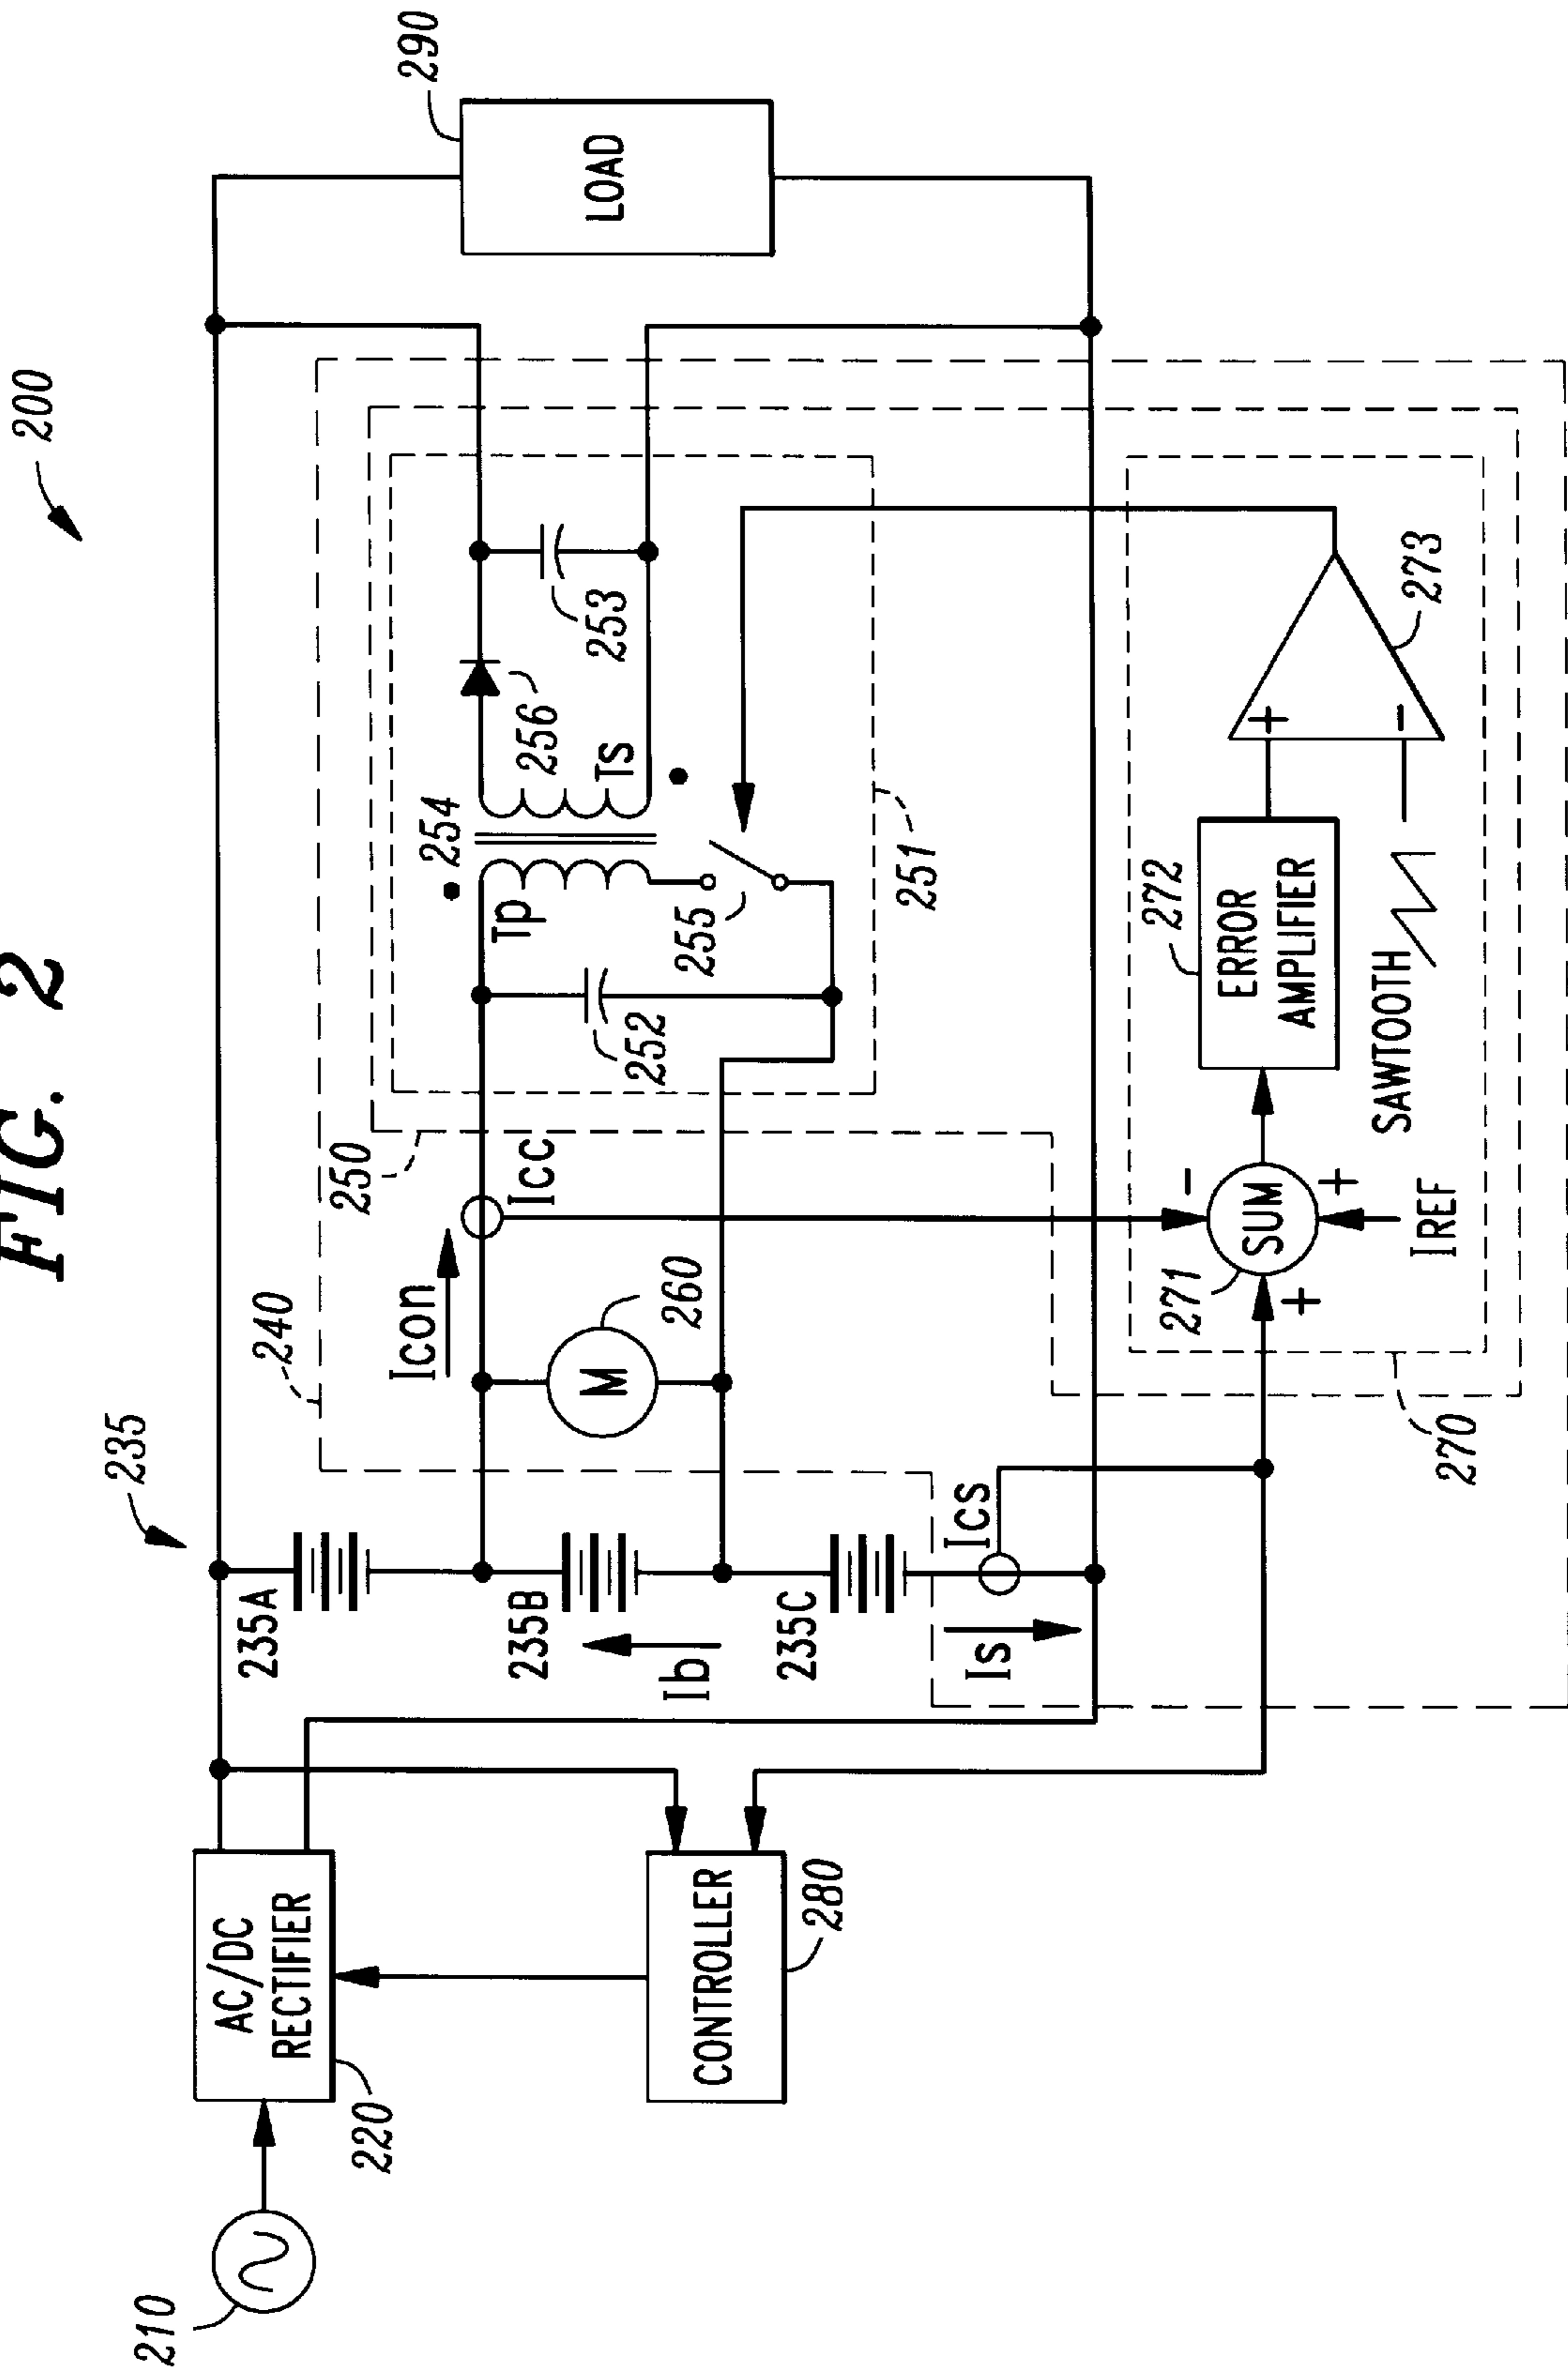 FIG. 2
200
210
AC/DC
RECTIFIER
220
CONTROLLER
280
235
235A
235B
235C
Ib
Is
Ics
240
Icon
M
260
Icc
250
252
Tp
254
255
Ts
256
253
251
LOAD
290
271
SUM
+
+
-
IREF
272
ERROR
AMPLIFIER
SAWTOOTH
+
-
273
270